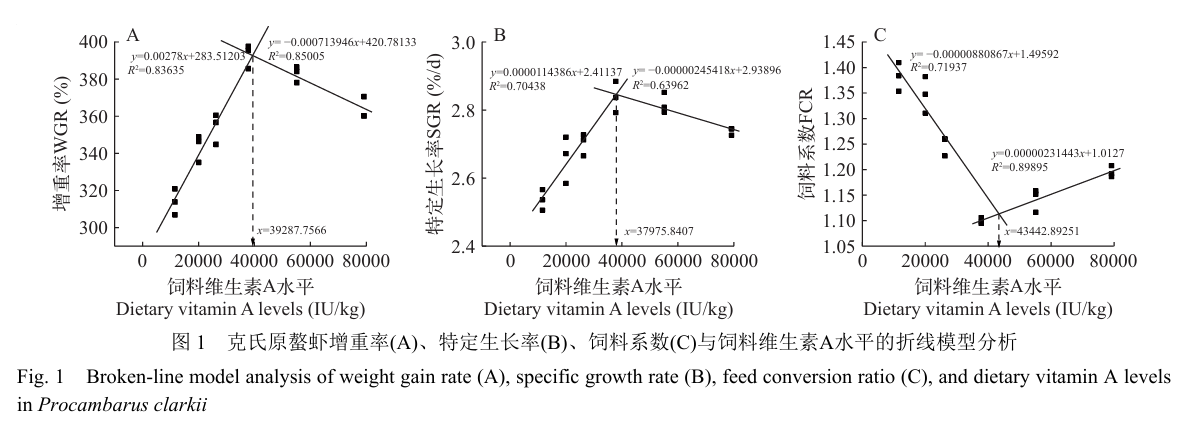 A
400
380
360
340
320
300
增重率WGR (%)
y=0.00278x+283.51203
R²=0.83635
y= −0.000713946x+420.78133
R²=0.85005
x=39287.7566
0 20000 40000 60000 80000
饲料维生素A水平
Dietary vitamin A levels (IU/kg)
B
3.0
2.8
2.6
2.4
特定生长率SGR (%/d)
y=0.0000114386x+2.41137
R²=0.70438
y= −0.00000245418x+2.93896
R²=0.63962
x=37975.8407
0 20000 40000 60000 80000
饲料维生素A水平
Dietary vitamin A levels (IU/kg)
C
1.45
1.40
1.35
1.30
1.25
1.20
1.15
1.10
1.05
饲料系数FCR
y= −0.00000880867x+1.49592
R²=0.71937
y=0.00000231443x+1.0127
R²=0.89895
x=43442.89251
0 20000 40000 60000 80000
饲料维生素A水平
Dietary vitamin A levels (IU/kg)
图 1 克氏原螯虾增重率(A)、特定生长率(B)、饲料系数(C)与饲料维生素A水平的折线模型分析
Fig. 1 Broken-line model analysis of weight gain rate (A), specific growth rate (B), feed conversion ratio (C), and dietary vitamin A levels
in Procambarus clarkii